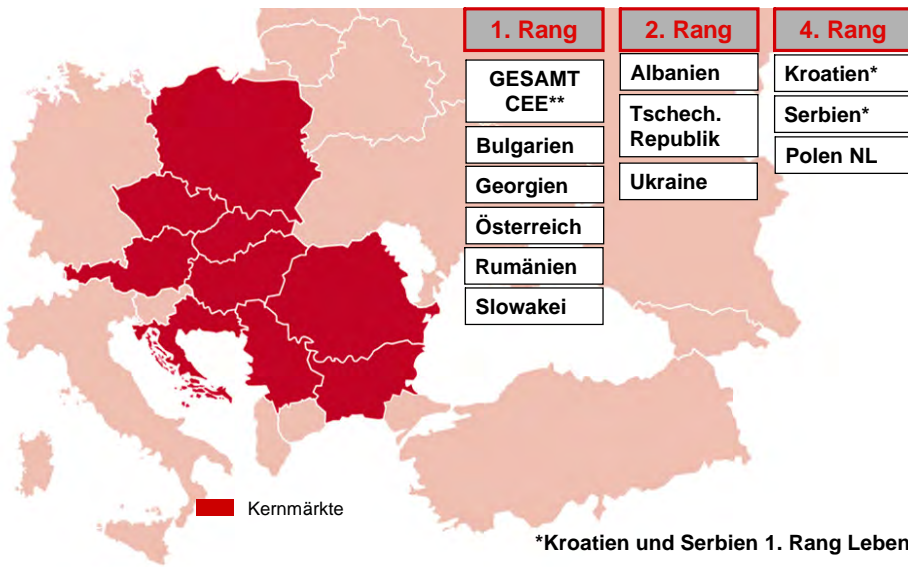 1. Rang
GESAMT
CEE**
Bulgarien
Georgien
Österreich
Rumänien
Slowakei
2. Rang
Albanien
Tschech.
Republik
Ukraine
4. Rang
Kroatien*
Serbien*
Polen NL
Kernmärkte
*Kroatien und Serbien 1. Rang Leben